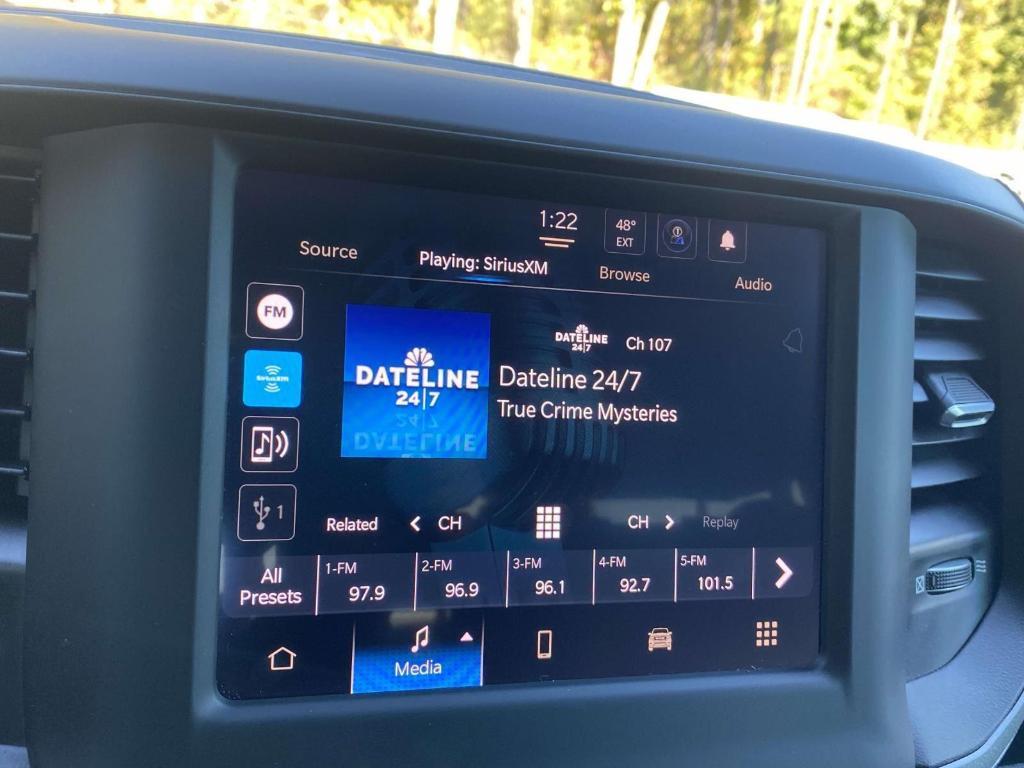 1:22
48°
EXT
Source
Playing: SiriusXM
Browse
Audio
FM
SiriusXM
1
DATELINE
24|7
DATELINE
24|7
Ch 107
Dateline 24/7
True Crime Mysteries
Related
CH
CH
Replay
All
Presets
1-FM
97.9
2-FM
96.9
3-FM
96.1
4-FM
92.7
5-FM
101.5
Media